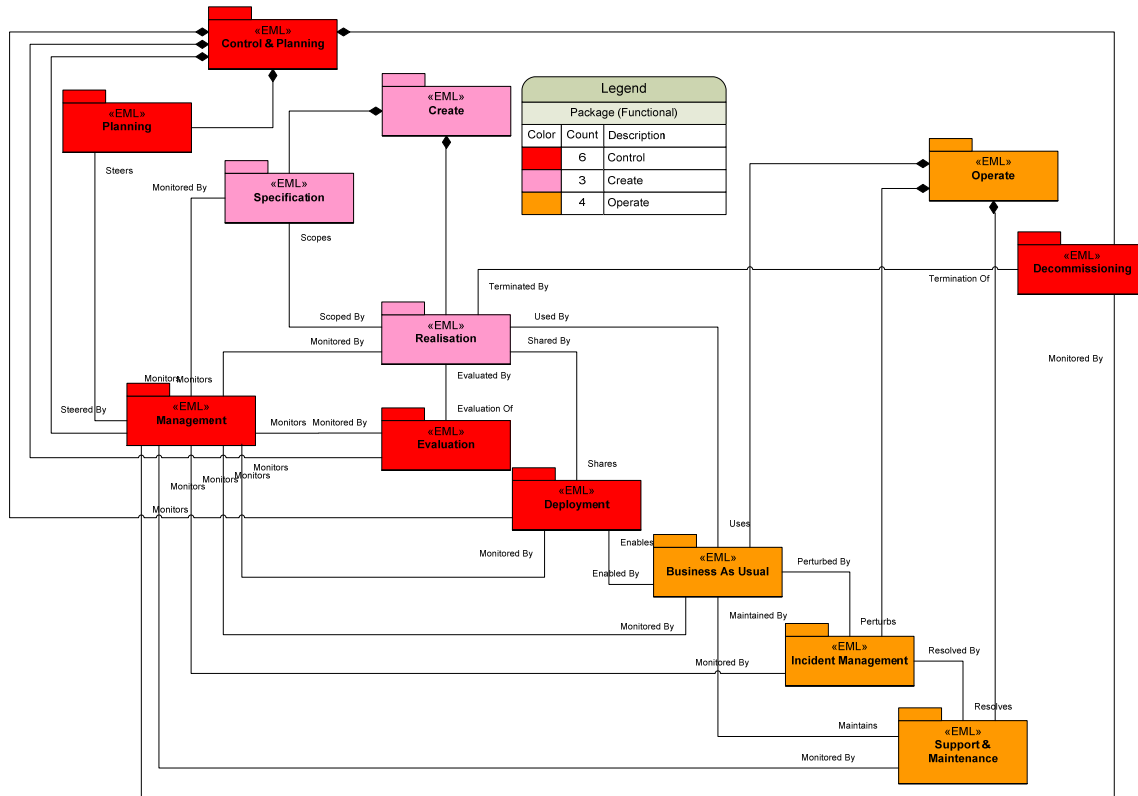 «EML»
Control & Planning
«EML»
Planning
«EML»
Create
Legend
Package (Functional)
Color Count Description
6 Control
3 Create
4 Operate
«EML»
Operate
Steers
Monitored By
«EML»
Specification
Scopes
«EML»
Decommissioning
Termination Of
Terminated By
Scoped By
«EML»
Realisation
Used By
Monitored By
Shared By
Monitored By
Evaluated By
Monitors
Monitors
Steered By
«EML»
Management
Evaluation Of
Monitors
Monitored By
«EML»
Evaluation
Monitors
Monitors
Monitors
Monitors
Monitors
Shares
«EML»
Deployment
Uses
Monitored By
Enables
Enabled By
«EML»
Business As Usual
Perturbed By
Maintained By
Monitored By
Perturbs
«EML»
Incident Management
Monitored By
Resolved By
Resolves
Maintains
«EML»
Support &
Maintenance
Monitored By